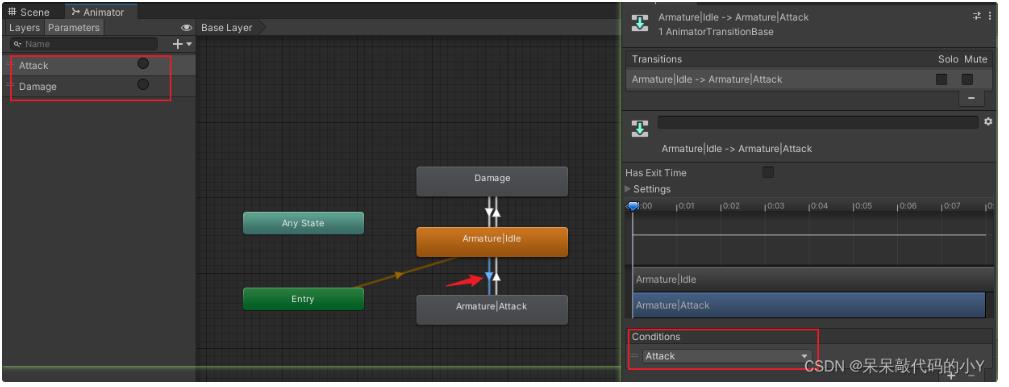 Scene
Animator
Layers
Parameters
Base Layer
Name
Attack
Damage
Damage
Any State
Armature|Idle
Entry
Armature|Attack
Armature|Idle -> Armature|Attack
1 AnimatorTransitionBase
Transitions Solo Mute
Armature|Idle -> Armature|Attack
Armature|Idle -> Armature|Attack
Has Exit Time
Settings
0:00 0:01 0:02 0:03 0:04 0:05 0:06 0:07 0:
Armature|Idle
Armature|Attack
Conditions
Attack
CSDN @呆呆敲代码的小Y